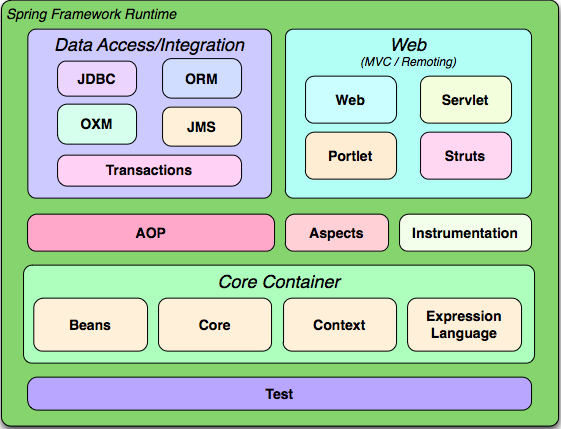 Spring Framework Runtime
Data Access/Integration
JDBC
ORM
OXM
JMS
Transactions
Web
(MVC / Remoting)
Web
Servlet
Portlet
Struts
AOP
Aspects
Instrumentation
Core Container
Beans
Core
Context
Expression
Language
Test